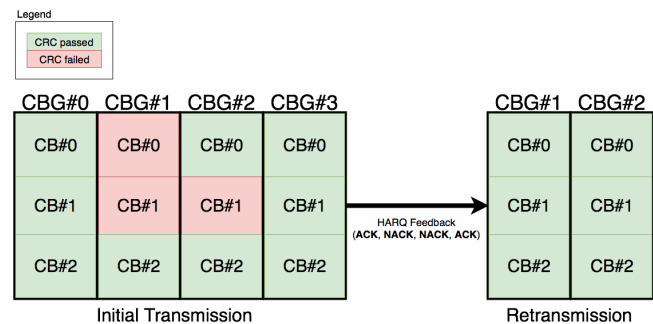 Legend
CRC passed
CRC failed
CBG#0 CBG#1 CBG#2 CBG#3
CB#0 CB#0 CB#0 CB#0
CB#1 CB#1 CB#1 CB#1
CB#2 CB#2 CB#2 CB#2
Initial Transmission
HARQ Feedback
(ACK, NACK, NACK, ACK)
CBG#1 CBG#2
CB#0 CB#0
CB#1 CB#1
CB#2 CB#2
Retransmission